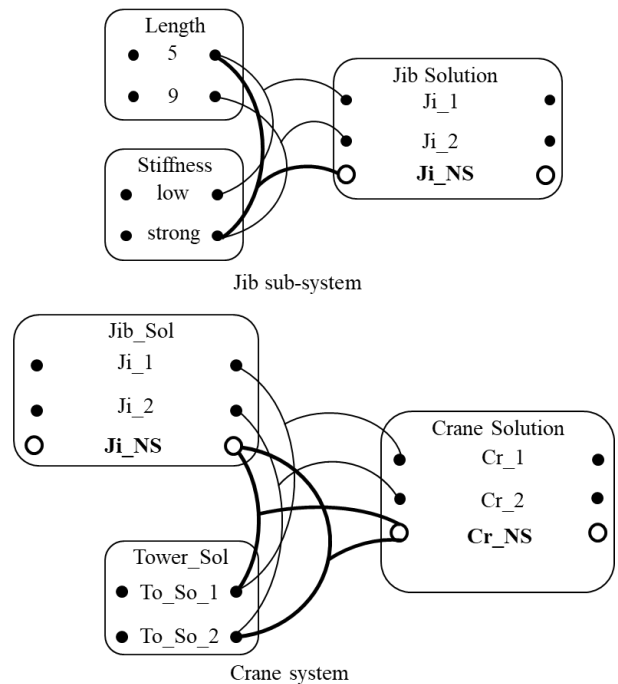 Length
5
9
Stiffness
low
strong
Jib Solution
Ji_1
Ji_2
Ji_NS
Jib sub-system
Jib_Sol
Ji_1
Ji_2
Ji_NS
Tower_Sol
To_So_1
To_So_2
Crane Solution
Cr_1
Cr_2
Cr_NS
Crane system